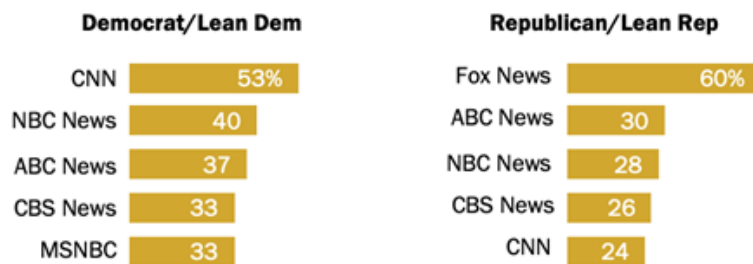 Democrat/Lean Dem
CNN 53%
NBC News 40
ABC News 37
CBS News 33
MSNBC 33
Republican/Lean Rep
Fox News 60%
ABC News 30
NBC News 28
CBS News 26
CNN 24